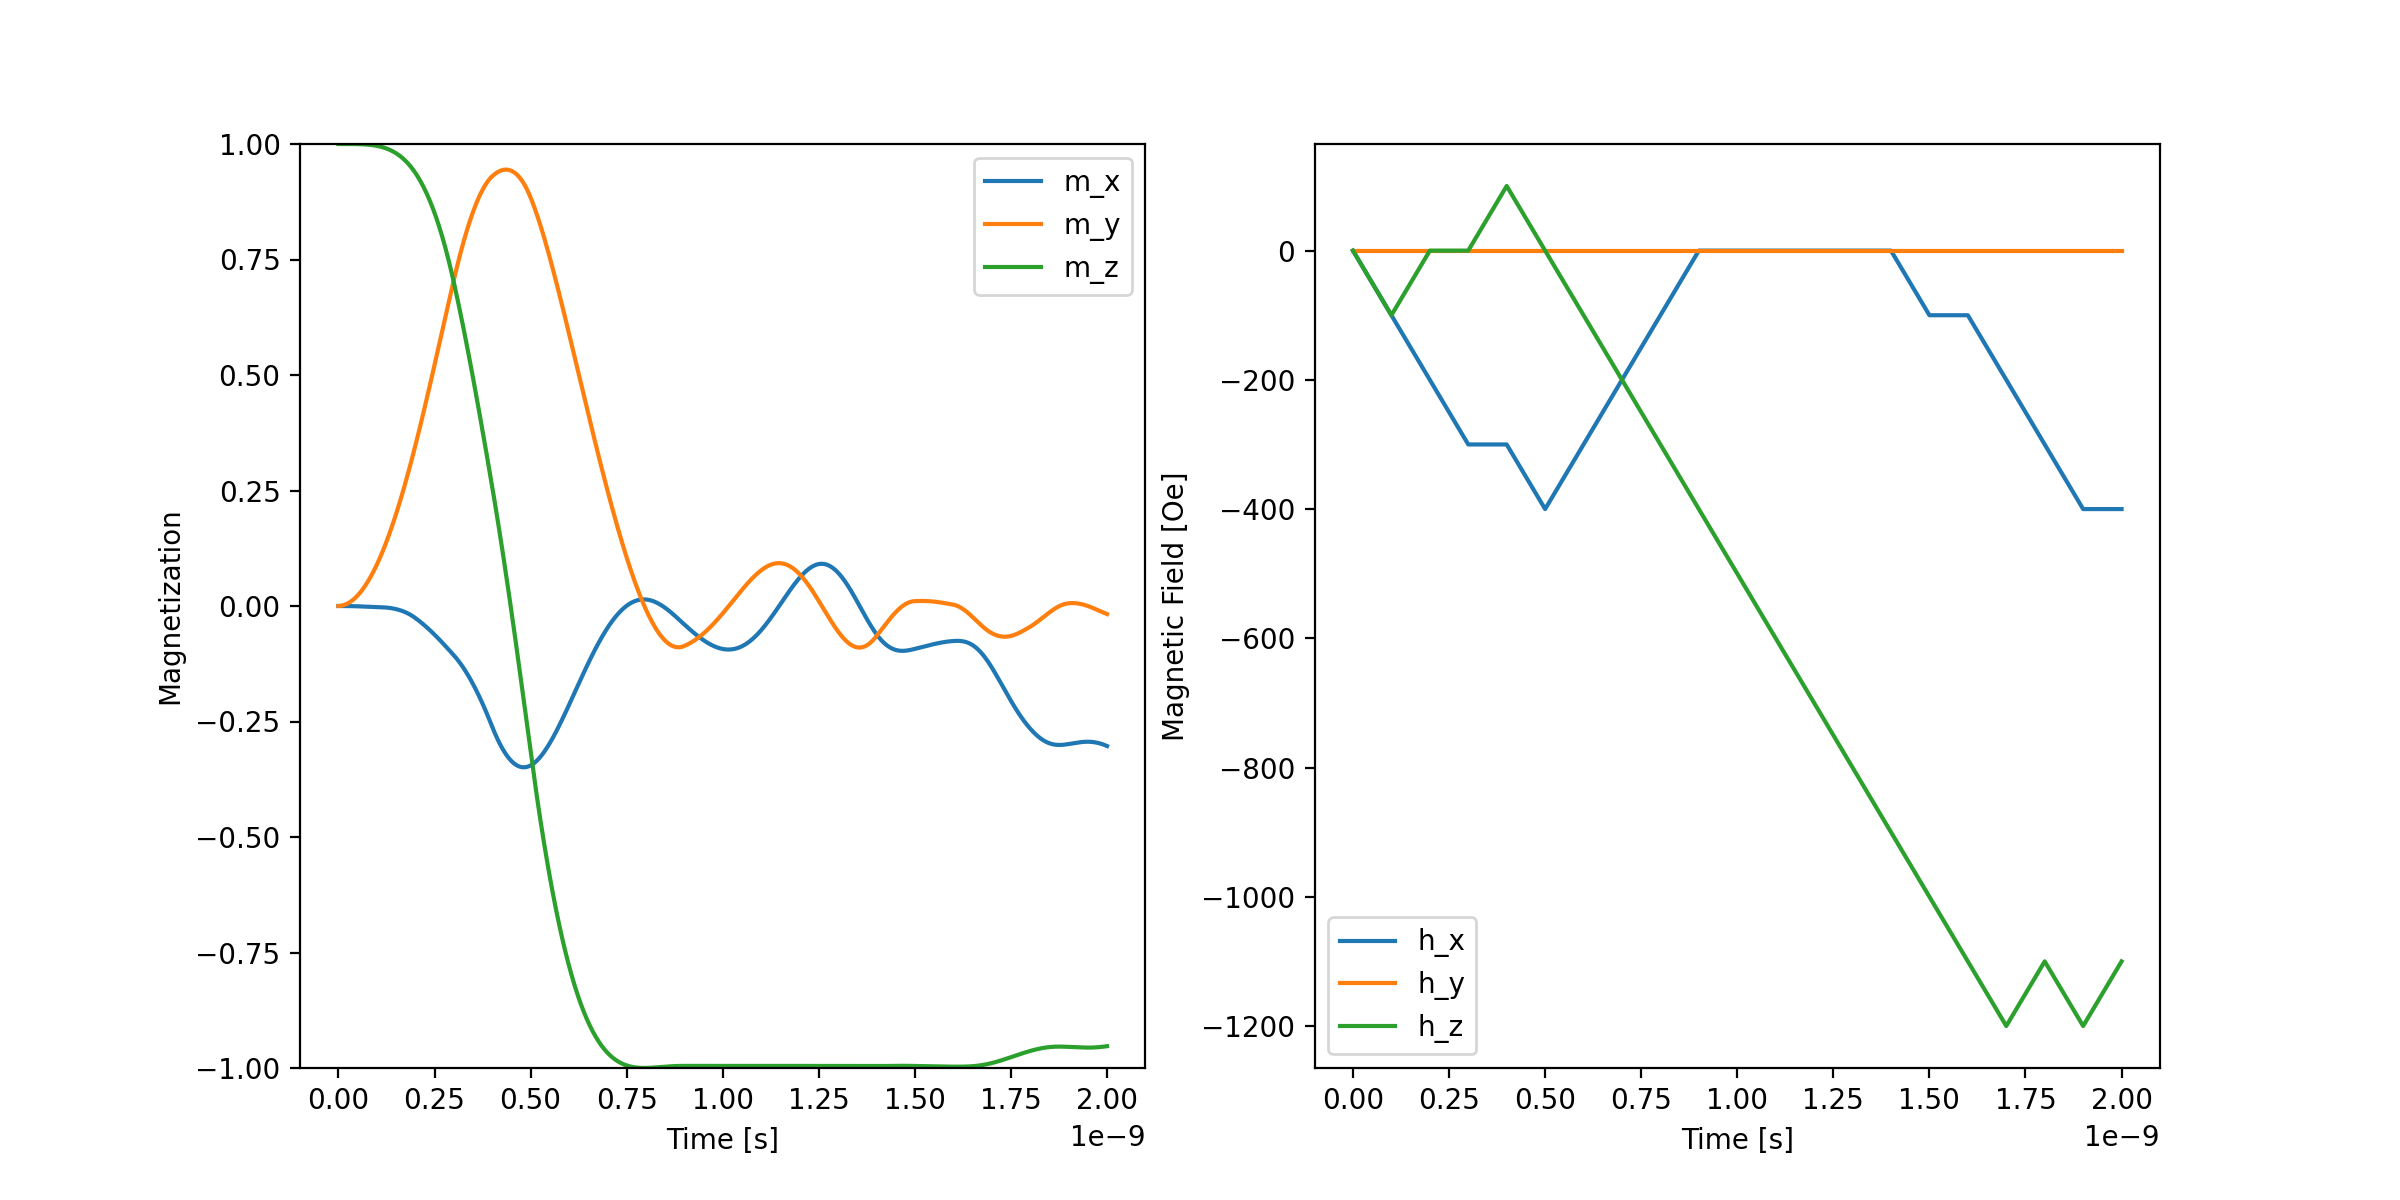 Magnetization
1.00
0.75
0.50
0.25
0.00
−0.25
−0.50
−0.75
−1.00
m_x
m_y
m_z
0.00 0.25 0.50 0.75 1.00 1.25 1.50 1.75 2.00
1e−9
Time [s]
Magnetic Field [Oe]
0
−200
−400
−600
−800
−1000
−1200
h_x
h_y
h_z
0.00 0.25 0.50 0.75 1.00 1.25 1.50 1.75 2.00
1e−9
Time [s]